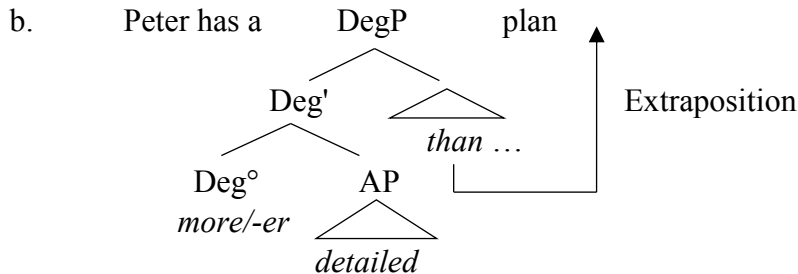 b. Peter has a DegP plan
Deg' Extraposition
than …
Deg° AP
more/-er
detailed